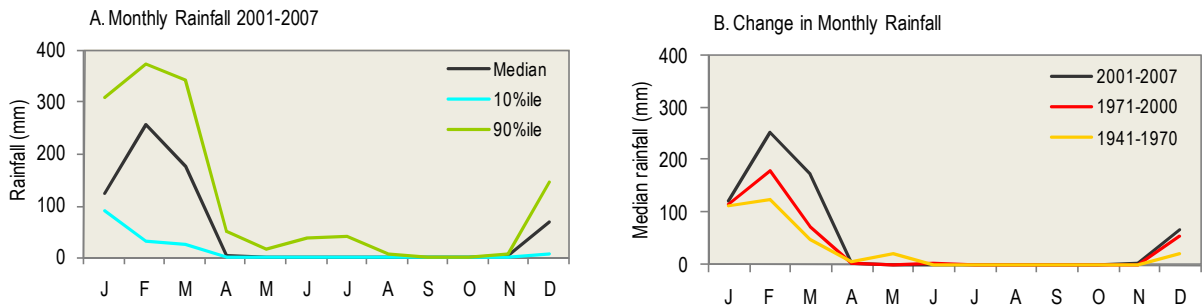 A. Monthly Rainfall 2001-2007
Rainfall (mm)
400
300
200
100
0
Median
10%ile
90%ile
J F M A M J J A S O N D
B. Change in Monthly Rainfall
Median rainfall (mm)
400
300
200
100
0
2001-2007
1971-2000
1941-1970
J F M A M J J A S O N D